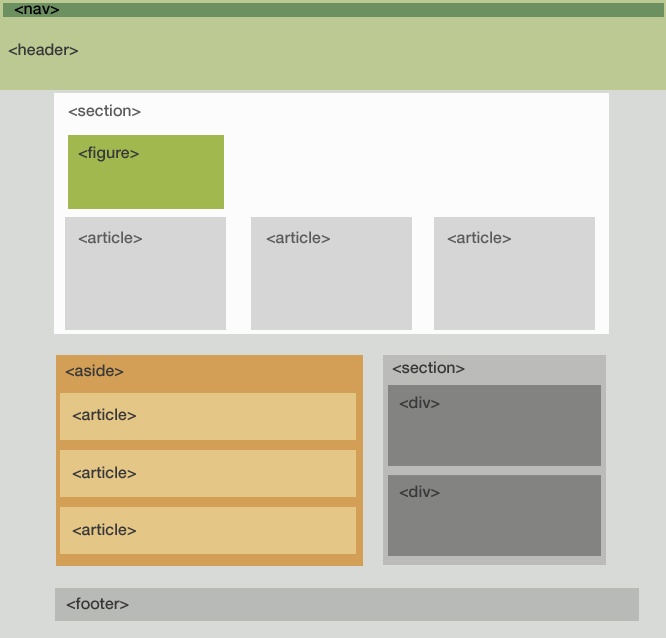 <nav>
<header>
<section>
<figure>
<article> <article> <article>
<aside>
<article>
<article>
<article>
<section>
<div>
<div>
<footer>